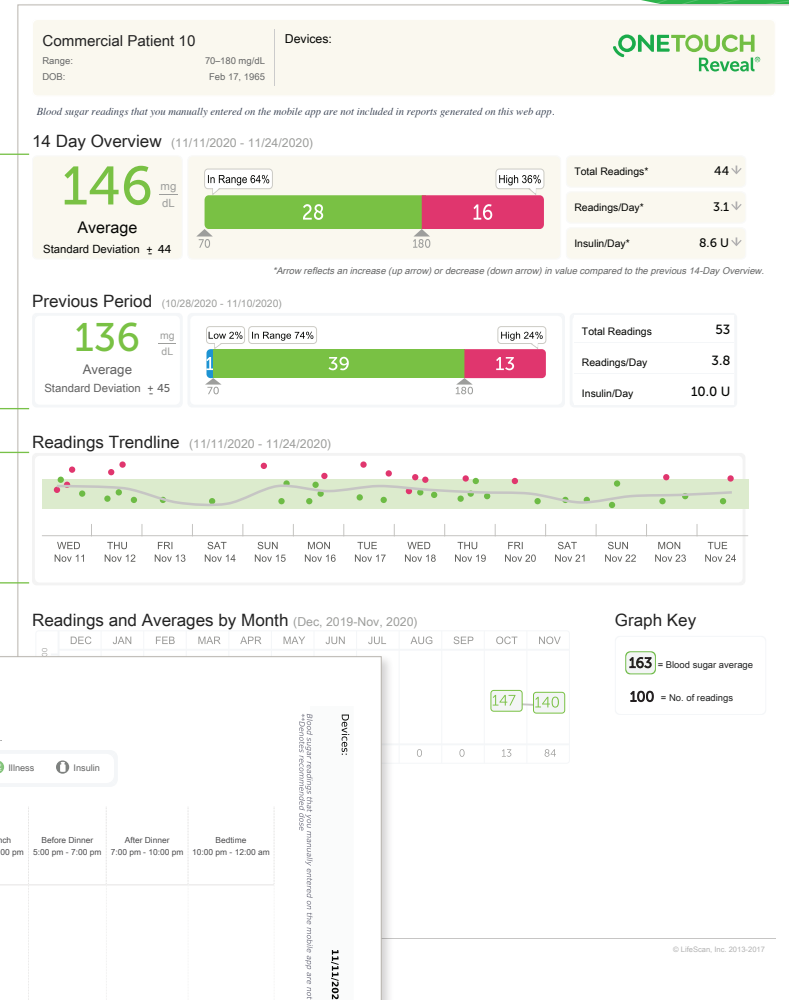 Commercial Patient 10
Range: 70–180 mg/dL
DOB: Feb 17, 1965
Devices:
ONETOUCH
Reveal®
Blood sugar readings that you manually entered on the mobile app are not included in reports generated on this web app.
14 Day Overview (11/11/2020 - 11/24/2020)
146 mg
dL
Average
Standard Deviation ± 44
In Range 64% High 36%
28 16
70 180
Total Readings* 44
Readings/Day* 3.1
Insulin/Day* 8.6 U
*Arrow reflects an increase (up arrow) or decrease (down arrow) in value compared to the previous 14-Day Overview.
Previous Period (10/28/2020 - 11/10/2020)
136 mg
dL
Average
Standard Deviation ± 45
Low 2% In Range 74% High 24%
1 39 13
70 180
Total Readings 53
Readings/Day 3.8
Insulin/Day 10.0 U
Readings Trendline (11/11/2020 - 11/24/2020)
WED THU FRI SAT SUN MON TUE WED THU FRI SAT SUN MON TUE
Nov 11 Nov 12 Nov 13 Nov 14 Nov 15 Nov 16 Nov 17 Nov 18 Nov 19 Nov 20 Nov 21 Nov 22 Nov 23 Nov 24
Readings and Averages by Month (Dec, 2019-Nov, 2020)
DEC JAN FEB MAR APR MAY JUN JUL AUG SEP OCT NOV
147 140
0 0 13 84
Graph Key
163 = Blood sugar average
100 = No. of readings
Illness Insulin
Before Dinner After Dinner Bedtime
5:00 pm - 7:00 pm 7:00 pm - 10:00 pm 10:00 pm - 12:00 am
Devices:
Blood sugar readings that you manually entered on the mobile app are not
**Denotes recommended dose
11/11/202
© LifeScan, Inc. 2013-2017